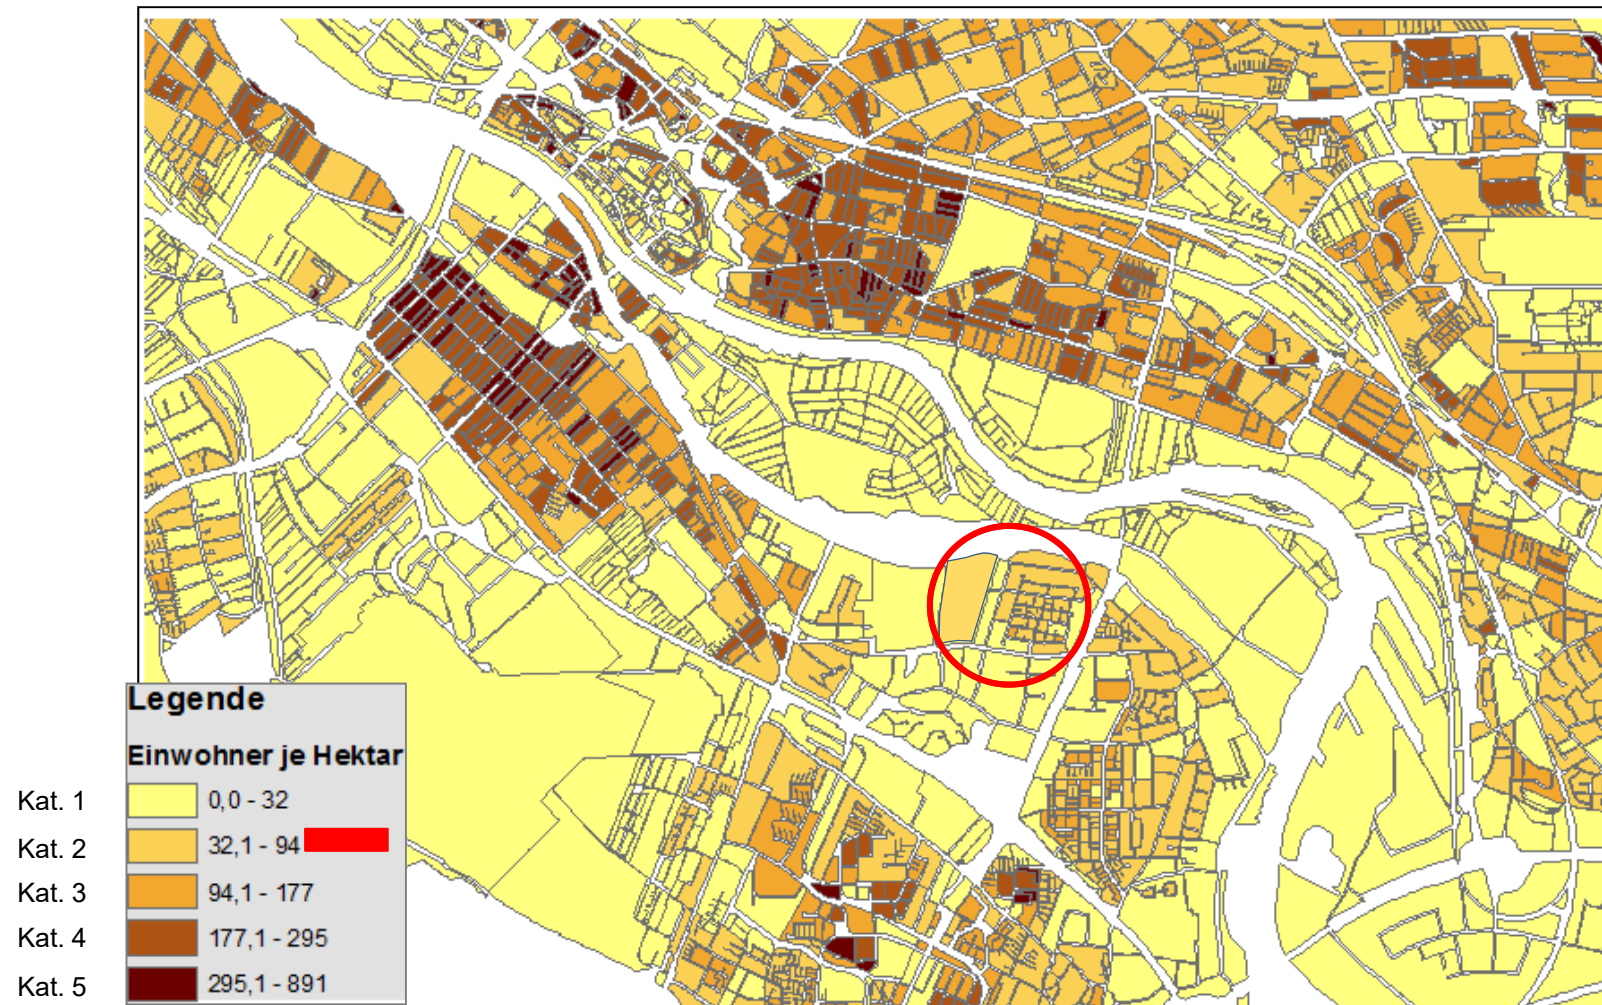 Legende
Einwohner je Hektar
Kat. 1 0,0 - 32
Kat. 2 32,1 - 94
Kat. 3 94,1 - 177
Kat. 4 177,1 - 295
Kat. 5 295,1 - 891